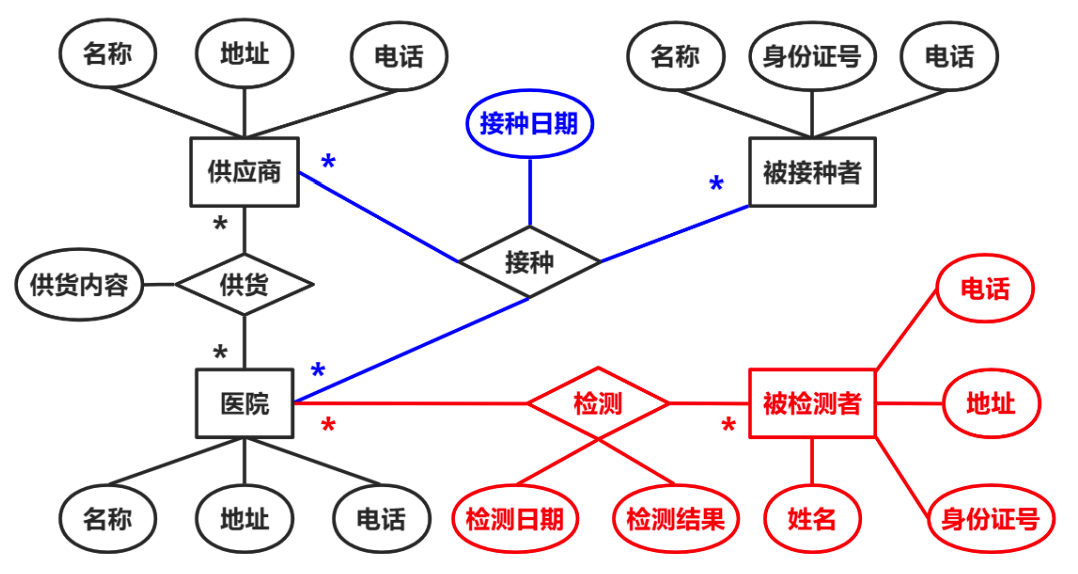 名称
地址
电话
名称
身份证号
电话
接种日期
供应商
*
*
被接种者
*
接种
供货内容
供货
电话
*
*
医院
检测
被检测者
地址
*
*
名称
地址
电话
检测日期
检测结果
姓名
身份证号